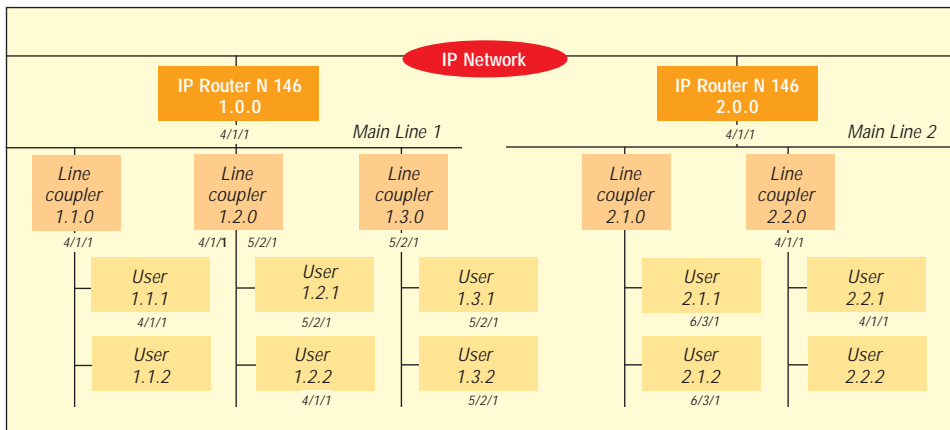 IP Network
IP Router N 146
1.0.0
4/1/1
IP Router N 146
2.0.0
4/1/1
Main Line 1
Main Line 2
Line
coupler
1.1.0
4/1/1
Line
coupler
1.2.0
4/1/1 5/2/1
Line
coupler
1.3.0
5/2/1
Line
coupler
2.1.0
Line
coupler
2.2.0
4/1/1
User
1.1.1
4/1/1
User
1.2.1
5/2/1
User
1.3.1
5/2/1
User
2.1.1
6/3/1
User
2.2.1
4/1/1
User
1.1.2
User
1.2.2
4/1/1
User
1.3.2
5/2/1
User
2.1.2
6/3/1
User
2.2.2